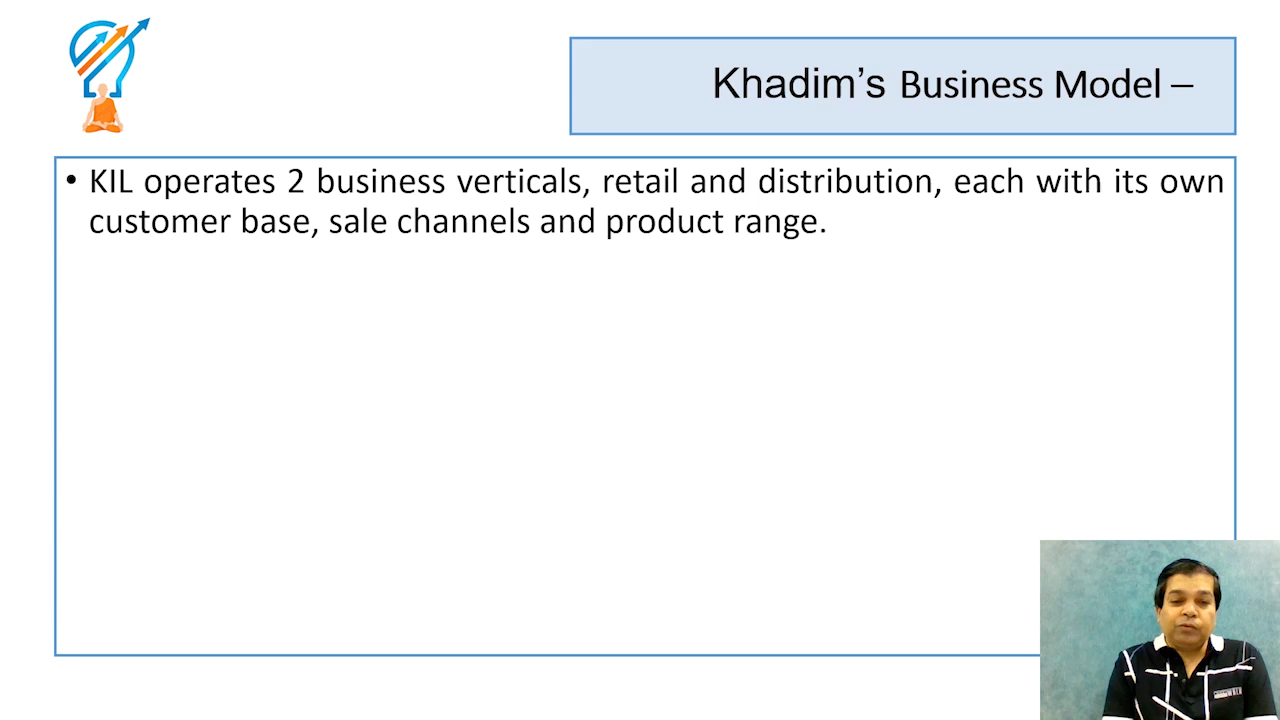 Khadim’s Business Model –
• KIL operates 2 business verticals, retail and distribution, each with its own
customer base, sale channels and product range.